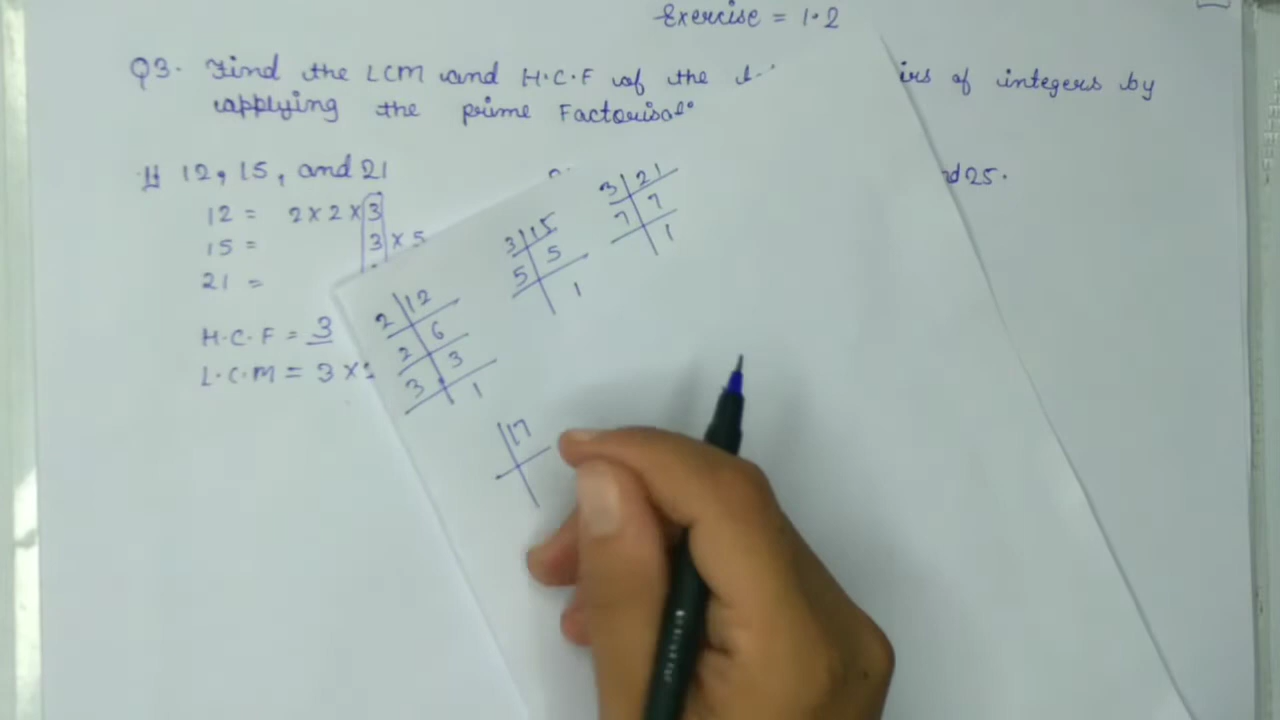 Exercise = 1.2
Q3. Find the LCM and H.C.F of the irs of integers by
applying the prime Factorisat
1) 12, 15, and 21
d 25.
12 = 2 x 2 x 3
15 = 3 x 5
21 =
H.C.F = 3
L.C.M = 3 x
2 | 12
2 | 6
3 | 3
1
3 | 15
5 | 5
1
3 | 21
7 | 7
1
17